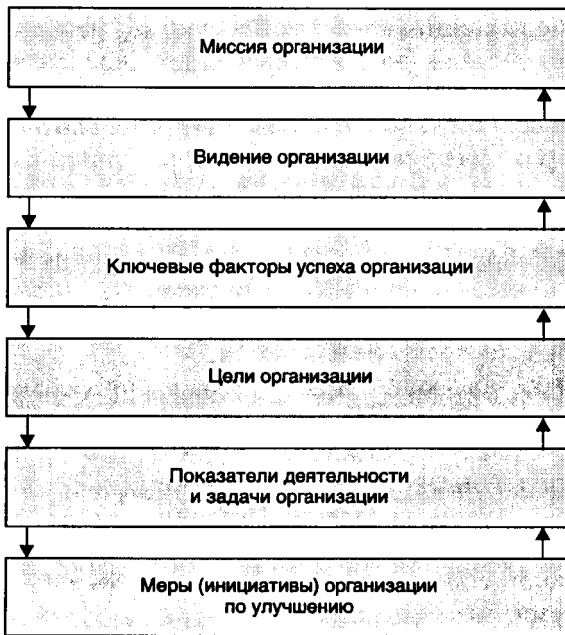 Миссия организации
Видение организации
Ключевые факторы успеха организации
Цели организации
Показатели деятельности
и задачи организации
Меры (инициативы) организации
по улучшению